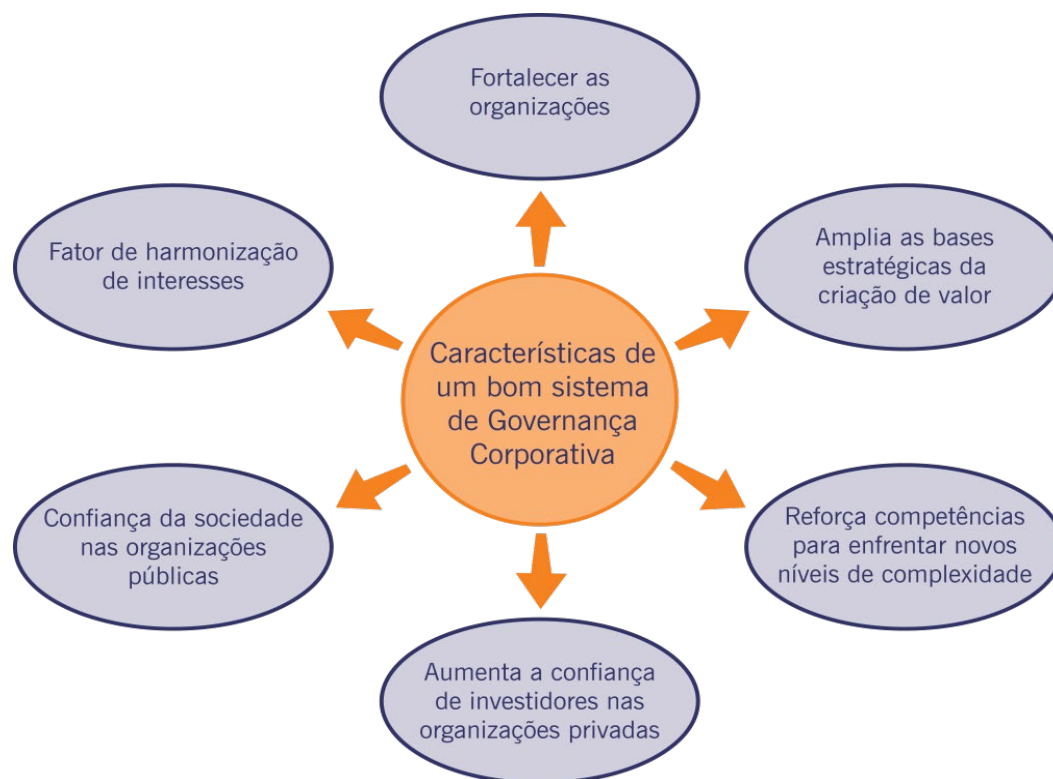 Fortalecer as
organizações
Fator de harmonização
de interesses
Amplia as bases
estratégicas da
criação de valor
Características de
um bom sistema
de Governança
Corporativa
Confiança da sociedade
nas organizações
públicas
Reforça competências
para enfrentar novos
níveis de complexidade
Aumenta a confiança
de investidores nas
organizações privadas